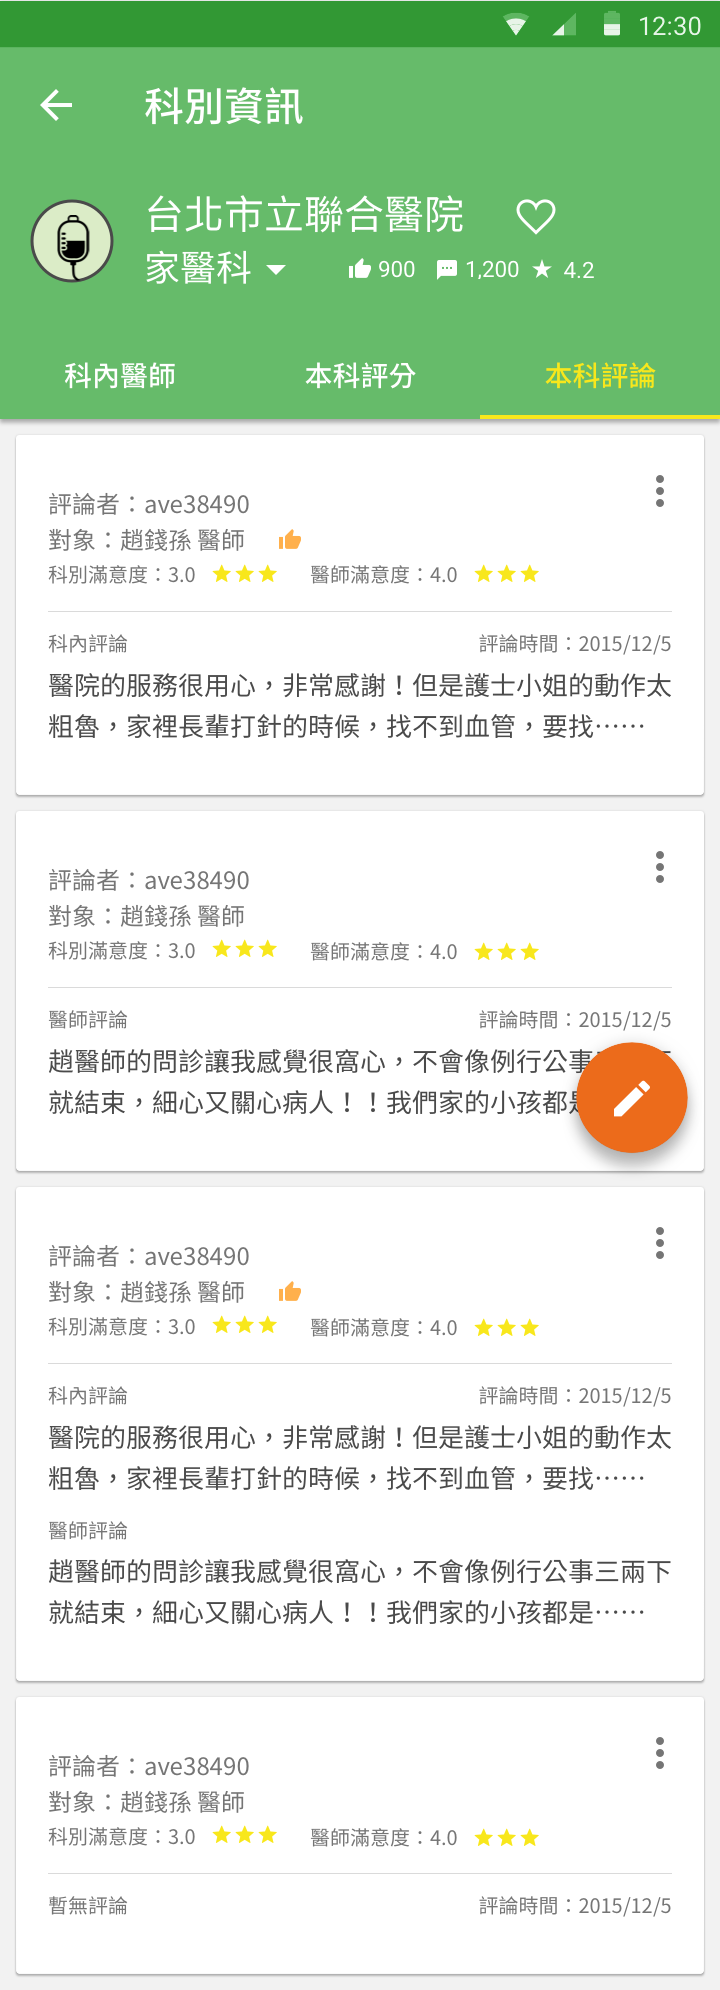 12:30
科別資訊
台北市立聯合醫院
家醫科 900 1,200 4.2
科內醫師 本科評分 本科評論
評論者：ave38490
對象：趙錢孫 醫師
科別滿意度：3.0 醫師滿意度：4.0
科內評論 評論時間：2015/12/5
醫院的服務很用心，非常感謝！但是護士小姐的動作太
粗魯，家裡長輩打針的時候，找不到血管，要找⋯⋯
評論者：ave38490
對象：趙錢孫 醫師
科別滿意度：3.0 醫師滿意度：4.0
醫師評論 評論時間：2015/12/5
趙醫師的問診讓我感覺很窩心，不會像例行公事
就結束，細心又關心病人！！我們家的小孩都
評論者：ave38490
對象：趙錢孫 醫師
科別滿意度：3.0 醫師滿意度：4.0
科內評論 評論時間：2015/12/5
醫院的服務很用心，非常感謝！但是護士小姐的動作太
粗魯，家裡長輩打針的時候，找不到血管，要找⋯⋯
醫師評論
趙醫師的問診讓我感覺很窩心，不會像例行公事三兩下
就結束，細心又關心病人！！我們家的小孩都是⋯⋯
評論者：ave38490
對象：趙錢孫 醫師
科別滿意度：3.0 醫師滿意度：4.0
暫無評論 評論時間：2015/12/5